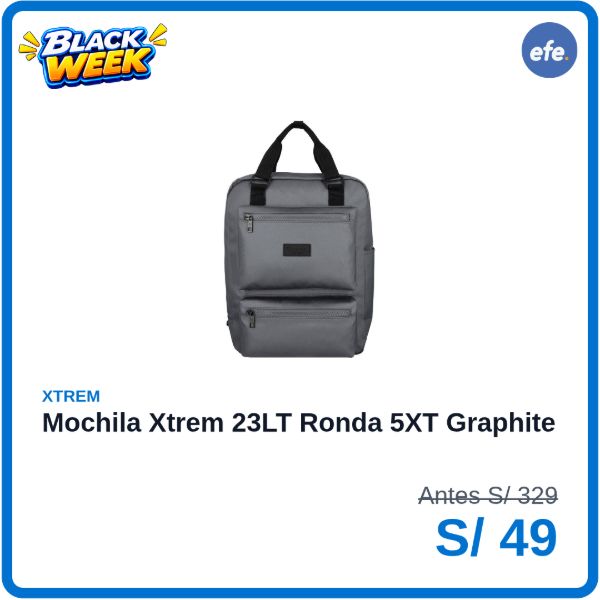 BLACK
WEEK
efe.
XTREM
Mochila Xtrem 23LT Ronda 5XT Graphite
Antes S/ 329
S/ 49